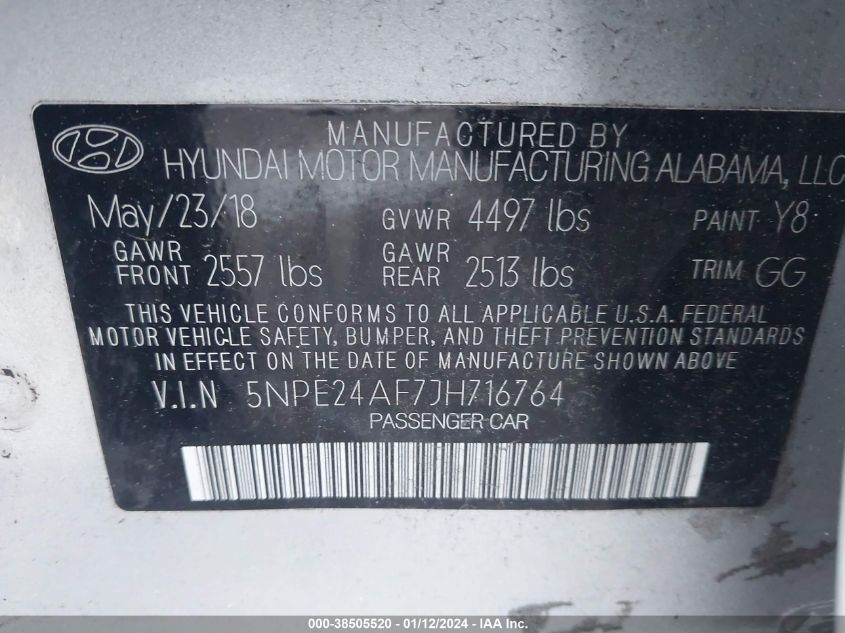 MANUFACTURED BY
HYUNDAI MOTOR MANUFACTURING ALABAMA, LLC
May/23/18 GVWR 4497 lbs PAINT Y8
GAWR FRONT 2557 lbs GAWR REAR 2513 lbs TRIM GG
THIS VEHICLE CONFORMS TO ALL APPLICABLE U.S.A. FEDERAL
MOTOR VEHICLE SAFETY, BUMPER, AND THEFT PREVENTION STANDARDS
IN EFFECT ON THE DATE OF MANUFACTURE SHOWN ABOVE
V.I.N 5NPE24AF7JH716764
PASSENGER CAR
000-38505520 - 01/12/2024 - IAA Inc.